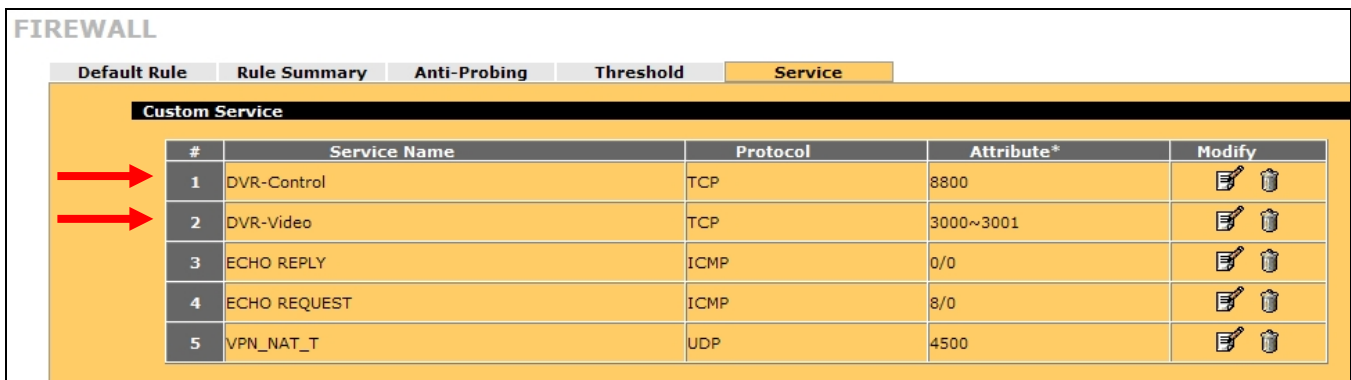 FIREWALL
Default Rule Rule Summary Anti-Probing Threshold Service
Custom Service
# Service Name Protocol Attribute* Modify
1 DVR-Control TCP 8800
2 DVR-Video TCP 3000~3001
3 ECHO REPLY ICMP 0/0
4 ECHO REQUEST ICMP 8/0
5 VPN_NAT_T UDP 4500